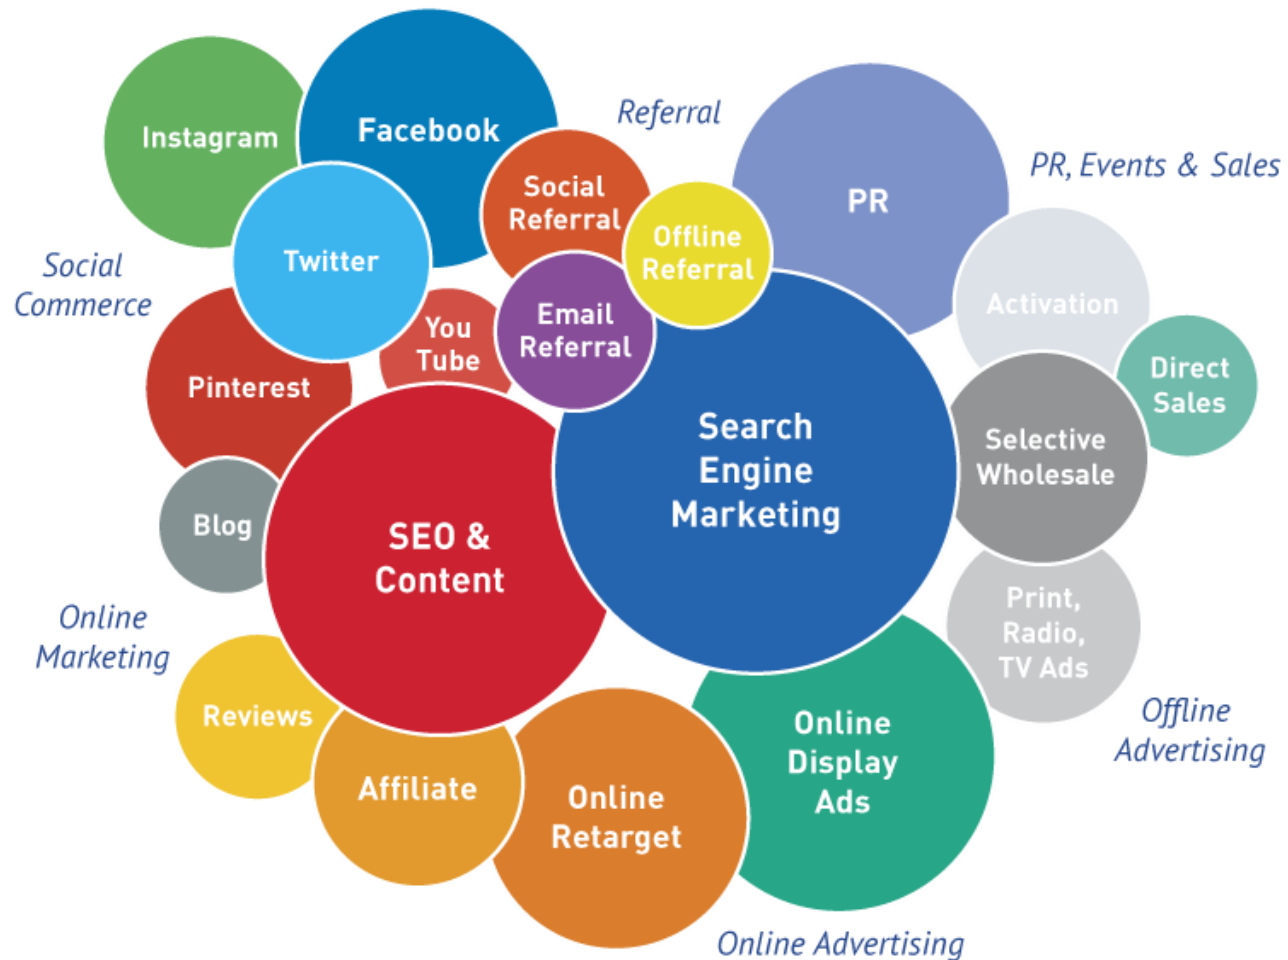 Referral
Facebook
Instagram
PR, Events & Sales
Social
Referral
PR
Offline
Referral
Twitter
Social
Commerce
Activation
Email
Referral
You
Tube
Pinterest
Direct
Sales
Search
Engine
Marketing
Selective
Wholesale
Blog
SEO &
Content
Print,
Radio,
TV Ads
Online
Marketing
Reviews
Offline
Advertising
Online
Display
Ads
Affiliate
Online
Retarget
Online Advertising